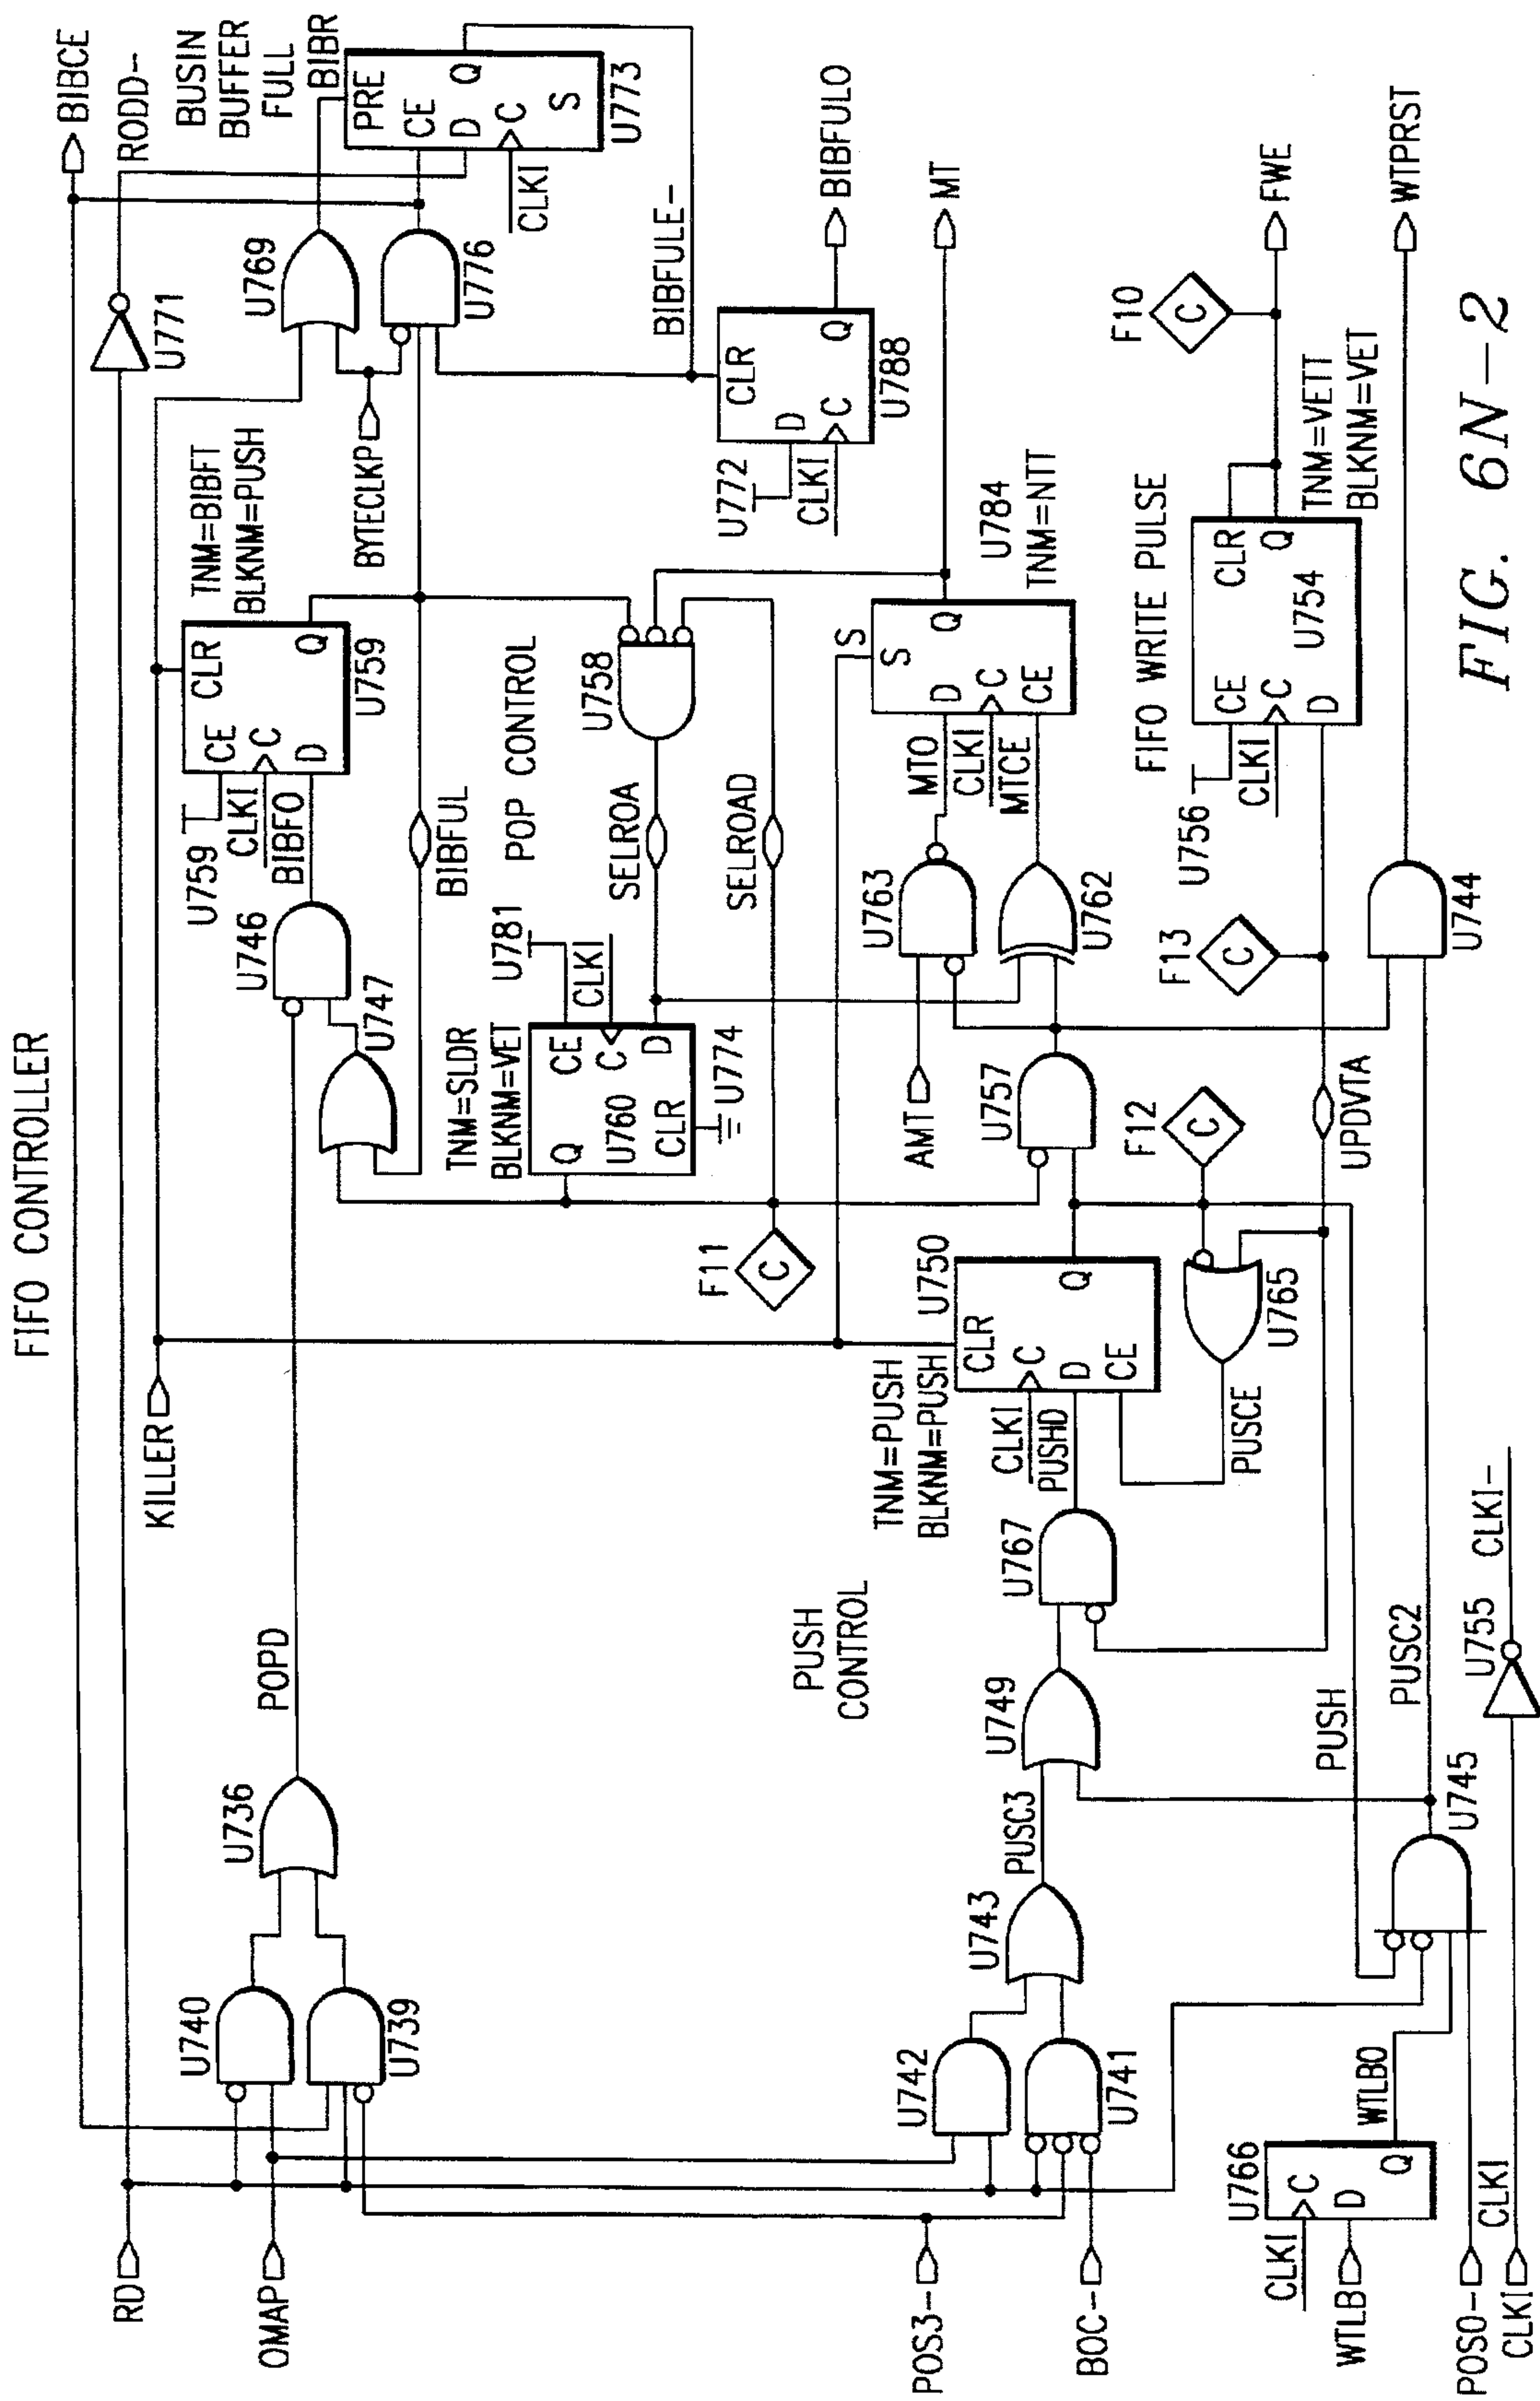 FIFO CONTROLLER
BIBCE
RODD-
BUSIN
BUFFER
FULL
BIBR
PRE
CE
D
C
Q
S
U773
CLKI
U771
U769
U776
BYTECLKP
BIBFULE-
CLR
D
C
Q
U788
U772
CLKI
BIBFULO
MT
TNM=BIBFT
BLKNM=PUSH
CLR
CE
C
D
Q
U759
U759
CLKI
BIBFO
U746
U747
BIBFUL
POP CONTROL
U758
SELROA
SELROAD
U781
CLKI
TNM=SLDR
BLKNM=VET
CE
C
D
Q
U760
CLR
U774
F11
C
S
S
D
C
CE
Q
U784
TNM=NTT
MTO
CLKI
MTCE
U763
U762
AMT
U757
F12
C
FIFO WRITE PULSE
CE
C
D
CLR
Q
U754
U756
CLKI
TNM=VETT
BLKNM=VET
F10
C
FWE
WTPRST
F13
C
U744
UPDVTA
KILLER
POPD
U736
U740
U739
RD
OMAP
PUSH
CONTROL
TNM=PUSH
BLKNM=PUSH
U750
CLR
C
D
CE
Q
CLKI
PUSHD
U765
PUSCE
U767
U749
PUSC3
U743
U742
U741
POS3-
BOC-
PUSH
PUSC2
U745
U755
CLKI-
U766
C
D
Q
CLKI
WTLB
WTLBO
POSO-
CLKI
CLKI
FIG. 6N-2